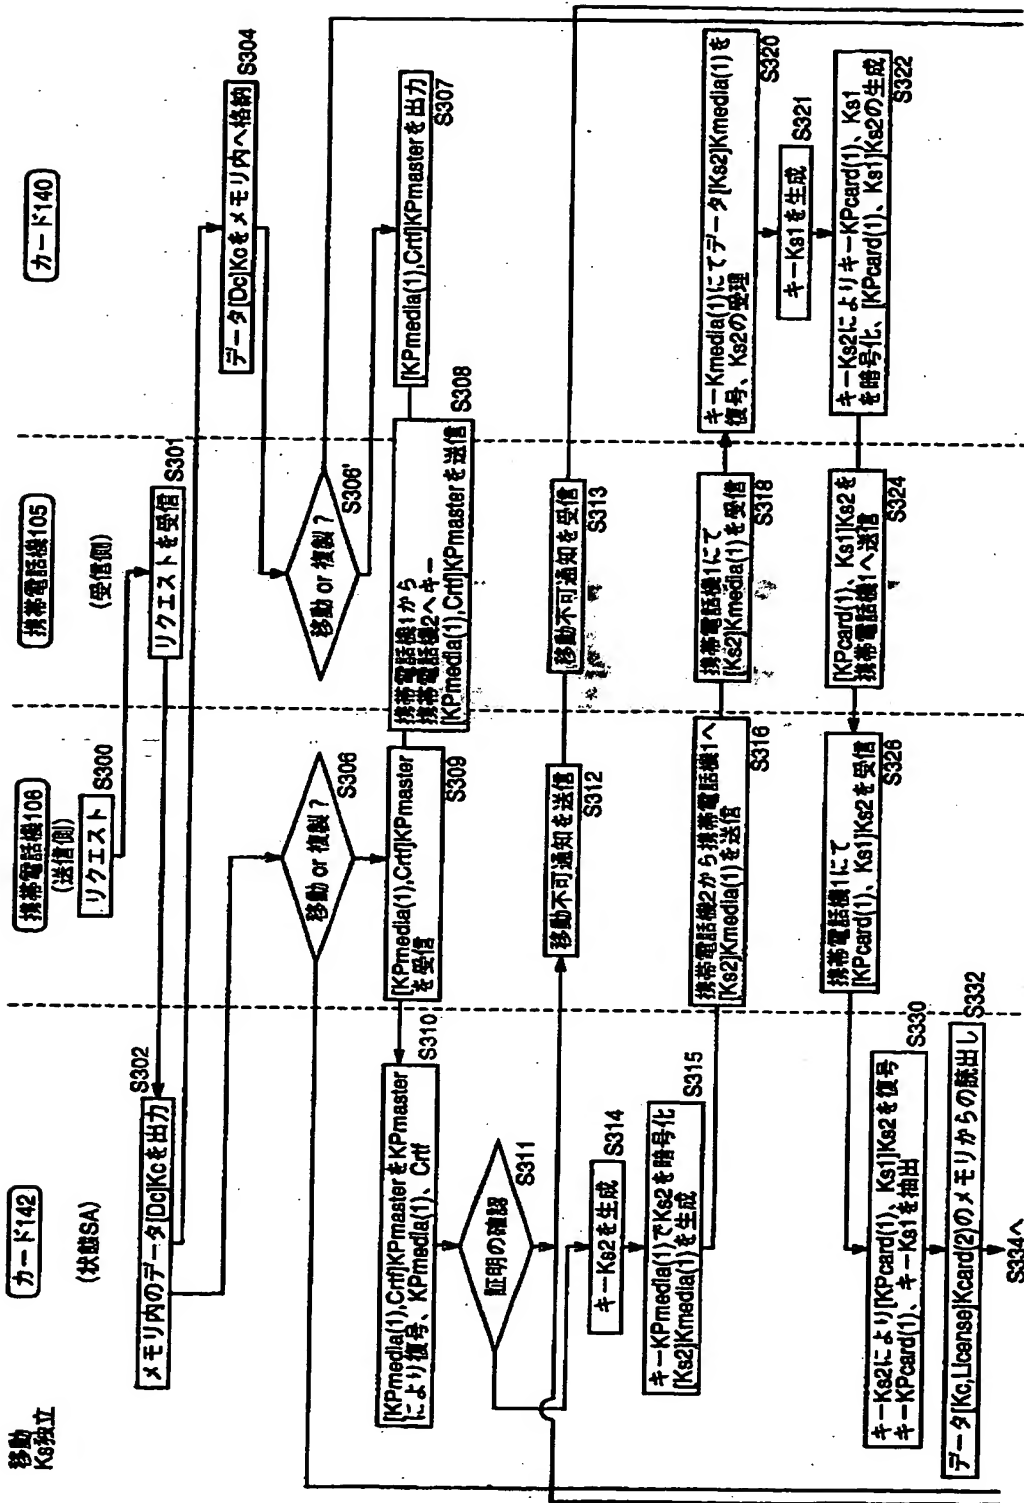 移動
Ks独立
カード142
(状態SA)
携帯電話機106
(送信側)
携帯電話機105
(受信側)
カード140
リクエスト
S300
リクエストを受信
S301
メモリ内のデータ[Dc]Kcを出力
S302
データ[Dc]Kcをメモリ内へ格納
S304
移動 or 複製?
S306
移動 or 複製?
S306'
[KPmedia(1),Crtf]KPmasterを出力
S307
携帯電話機1から
携帯電話機2へキー
[KPmedia(1),Crtf]KPmasterを送信
S308
[KPmedia(1),Crtf]KPmaster
を受信
S309
[KPmedia(1),Crtf]KPmasterをKPmaster
により復号、KPmedia(1)、Crtf
S310
証明の確認
S311
移動不可通知を送信
S312
移動不可通知を受信
S313
キーKs2を生成
S314
キーKPmedia(1)でKs2を暗号化
[Ks2]Kmedia(1)を生成
S315
携帯電話機2から携帯電話機1へ
[Ks2]Kmedia(1)を送信
S316
携帯電話機1にて
[Ks2]Kmedia(1)を受信
S318
キーKmedia(1)にてデータ[Ks2]Kmedia(1)を
復号、Ks2の受理
S320
キーKs1を生成
S321
キーKs2によりキーKPcard(1)、Ks1
を暗号化、[KPcard(1)、Ks1]Ks2の生成
S322
[KPcard(1)、Ks1]Ks2を
携帯電話機1へ送信
S324
携帯電話機1にて
[KPcard(1)、Ks1]Ks2を受信
S326
キーKs2により[KPcard(1)、Ks1]Ks2を復号
キーKPcard(1)、キーKs1を抽出
S330
データ[Kc,License]Kcard(2)のメモリからの読出し
S332
S334へ